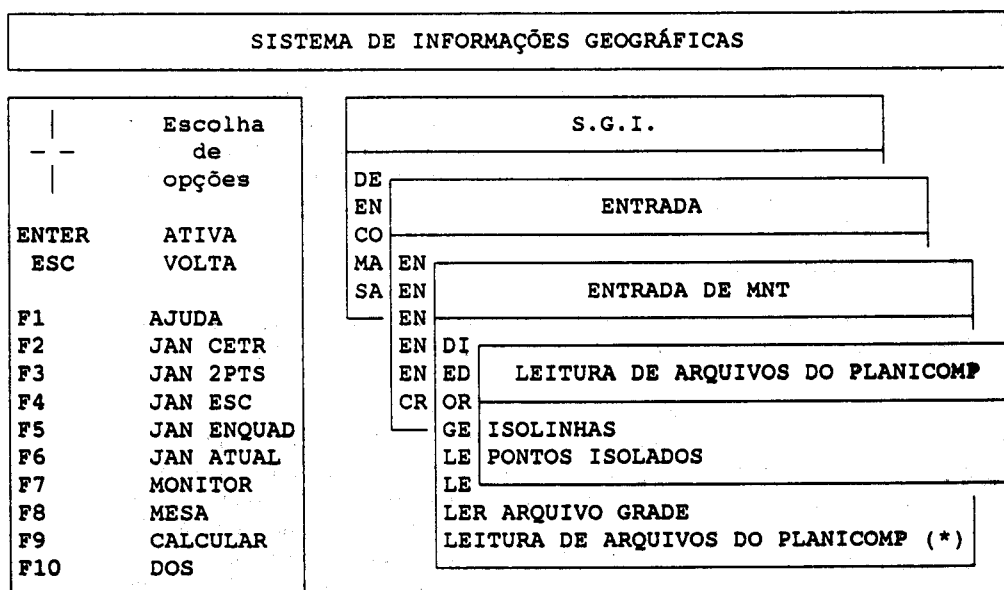 SISTEMA DE INFORMAÇÕES GEOGRÁFICAS
Escolha
de
opções
ENTER ATIVA
ESC VOLTA
F1 AJUDA
F2 JAN CETR
F3 JAN 2PTS
F4 JAN ESC
F5 JAN ENQUAD
F6 JAN ATUAL
F7 MONITOR
F8 MESA
F9 CALCULAR
F10 DOS
S.G.I.
DE
EN
CO
MA
SA
ENTRADA
EN
EN
EN
EN
EN
CR
ENTRADA DE MNT
DI
ED
OR
GE
LE
LE
LER ARQUIVO GRADE
LEITURA DE ARQUIVOS DO PLANICOMP (*)
LEITURA DE ARQUIVOS DO PLANICOMP
ISOLINHAS
PONTOS ISOLADOS